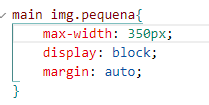 main img.pequena{
max-width: 350px;
display: block;
margin: auto;
}